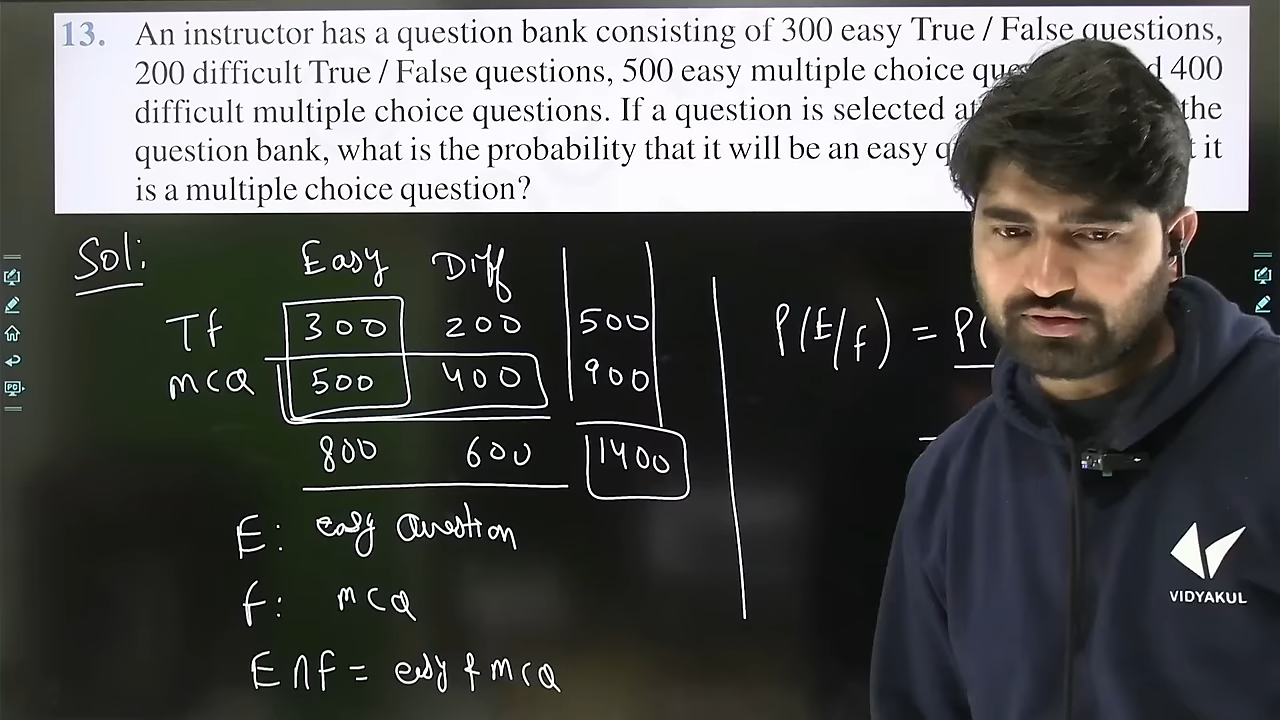 13. An instructor has a question bank consisting of 300 easy True / False questions,
200 difficult True / False questions, 500 easy multiple choice 400
difficult multiple choice questions. If a question is selected the
question bank, what is the probability that it will be an easy it
is a multiple choice question?
Sol:
Easy Diff
Tf 300 200 500
mcQ 500 400 900
800 600 1400
E: easy Question
f: mcQ
E∩f = easy & mcQ
P(E/f) = P(
VIDYAKUL